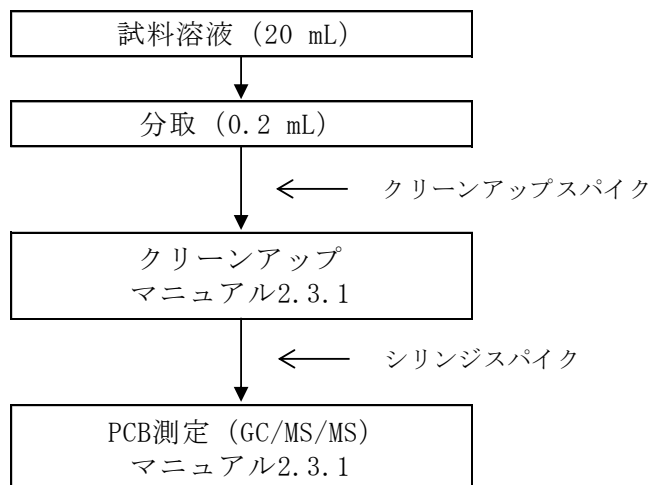 試料溶液 (20 mL)
分取 (0.2 mL)
クリーンアップスパイク
クリーンアップ
マニュアル2.3.1
シリンジスパイク
PCB測定 (GC/MS/MS)
マニュアル2.3.1